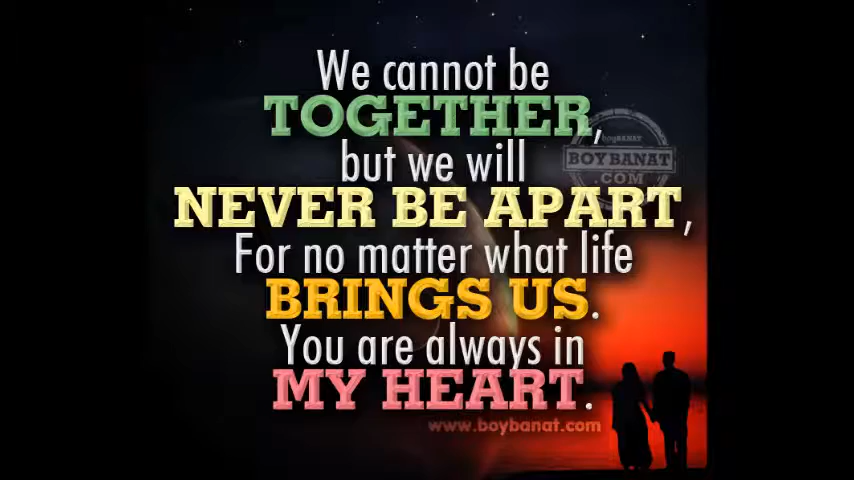 We cannot be
TOGETHER,
but we will
NEVER BE APART,
For no matter what life
BRINGS US.
You are always in
MY HEART.
www.boybanat.com
boyBANAT
BOY BANAT
.COM